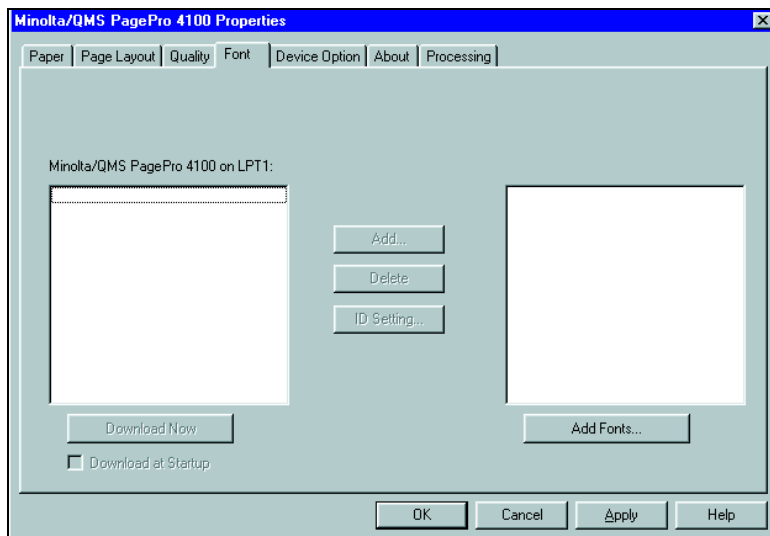 Minolta/QMS PagePro 4100 Properties
Paper Page Layout Quality Font Device Option About Processing
Minolta/QMS PagePro 4100 on LPT1:
Add...
Delete
ID Setting...
Download Now Add Fonts...
Download at Startup
OK Cancel Apply Help